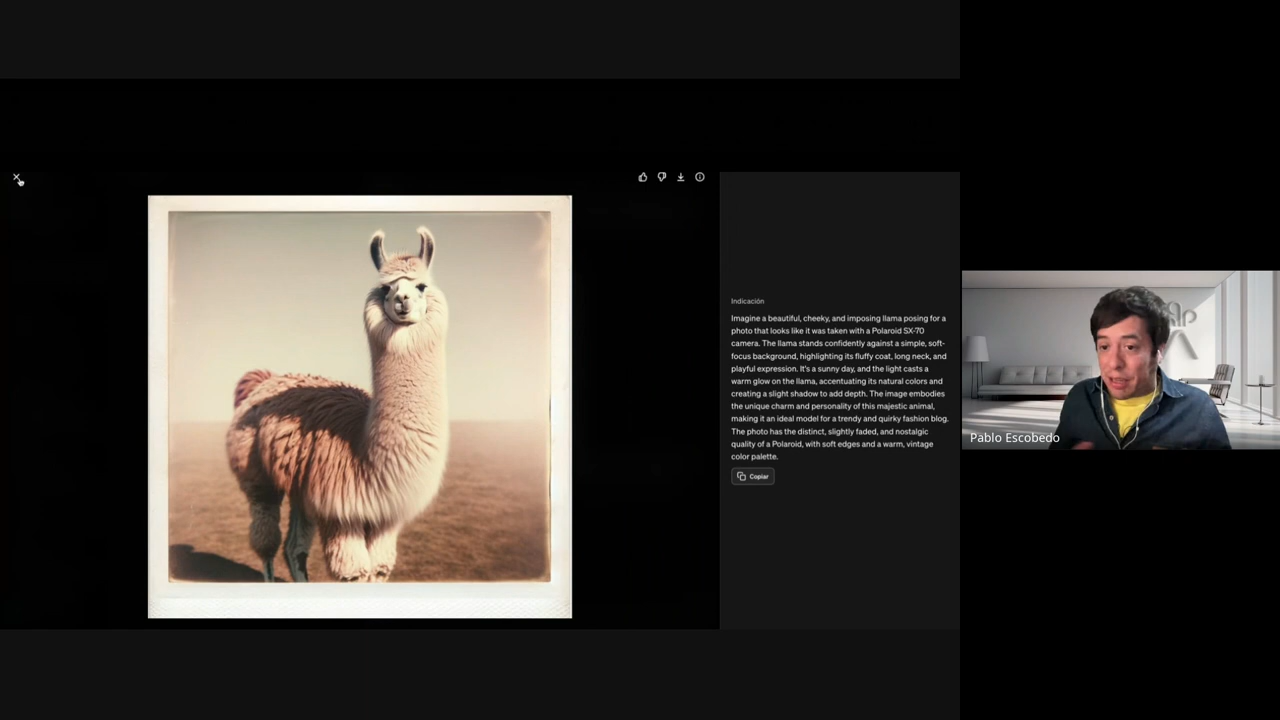 Indicación
Imagine a beautiful, cheeky, and imposing llama posing for a
photo that looks like it was taken with a Polaroid SX-70
camera. The llama stands confidently against a simple, soft-
focus background, highlighting its fluffy coat, long neck, and
playful expression. It's a sunny day, and the light casts a
warm glow on the llama, accentuating its natural colors and
creating a slight shadow to add depth. The image embodies
the unique charm and personality of this majestic animal,
making it an ideal model for a trendy and quirky fashion blog.
The photo has the distinct, slightly faded, and nostalgic
quality of a Polaroid, with soft edges and a warm, vintage
color palette.
Copiar
Pablo Escobedo